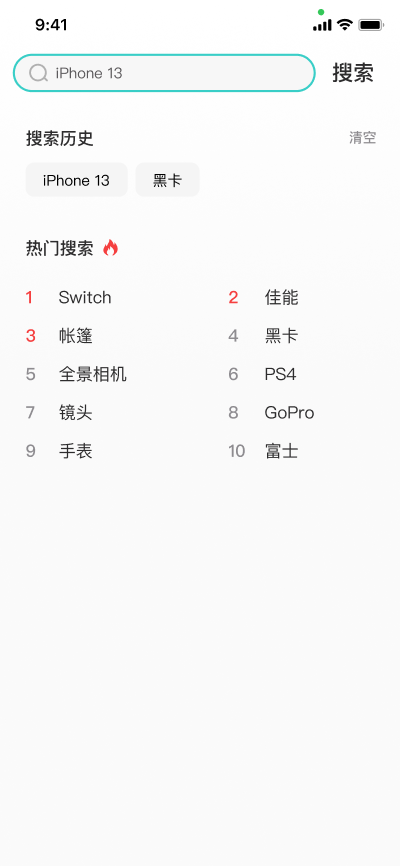 9:41
iPhone 13 搜索
搜索历史 清空
iPhone 13 黑卡
热门搜索
1 Switch 2 佳能
3 帐篷 4 黑卡
5 全景相机 6 PS4
7 镜头 8 GoPro
9 手表 10 富士